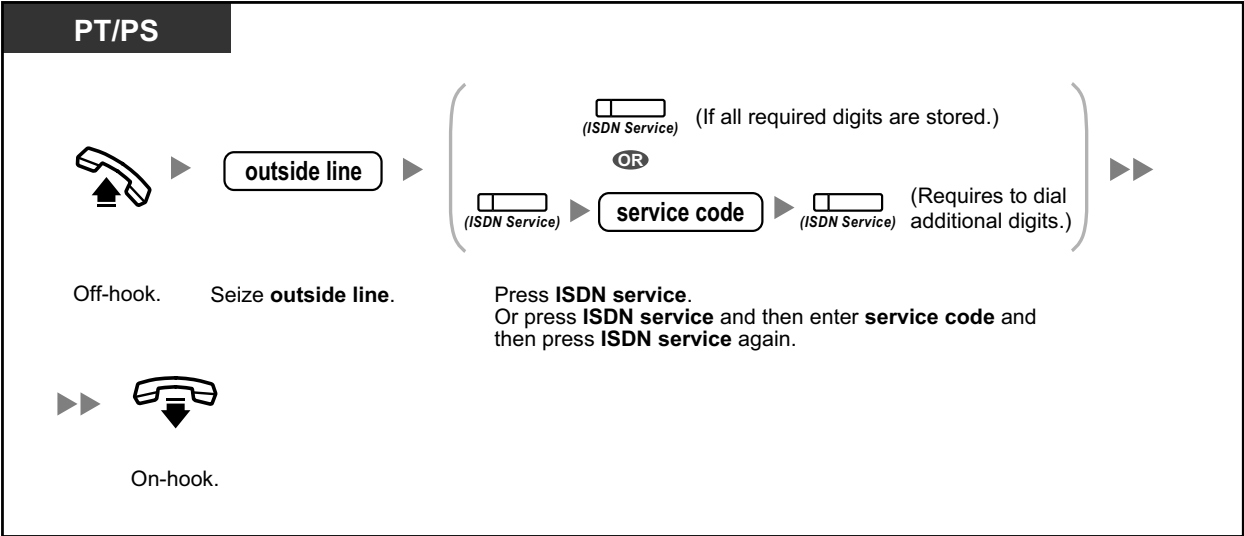 PT/PS
(ISDN Service)
(If all required digits are stored.)
OR
outside line
(ISDN Service)
service code
(ISDN Service)
(Requires to dial
additional digits.)
Off-hook.
Seize outside line.
Press ISDN service.
Or press ISDN service and then enter service code and
then press ISDN service again.
On-hook.